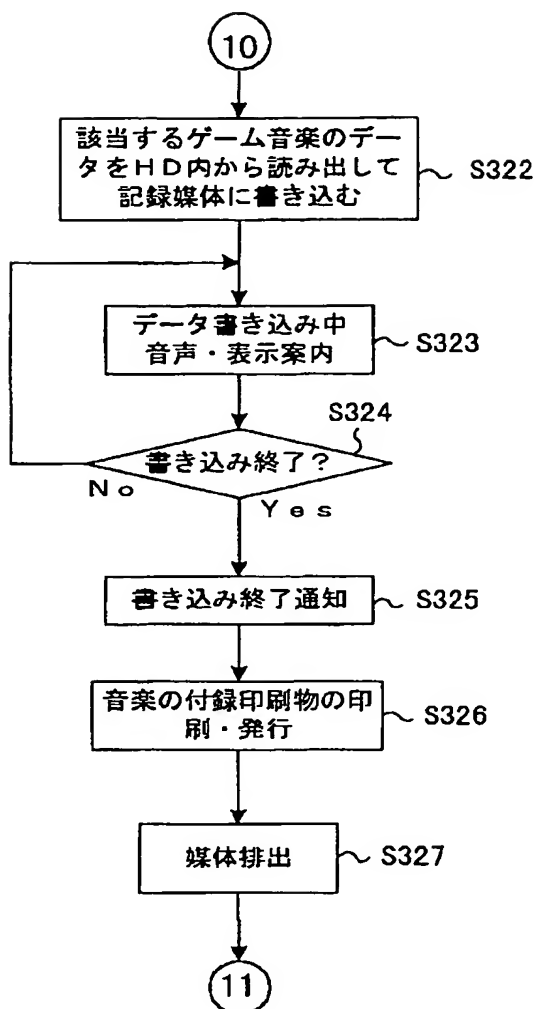 10
該当するゲーム音楽のデー
タをHD内から読み出して
記録媒体に書き込む
S322
データ書き込み中
音声・表示案内
S323
S324
書き込み終了?
No
Yes
書き込み終了通知
S325
音楽の付録印刷物の印
刷・発行
S326
媒体排出
S327
11